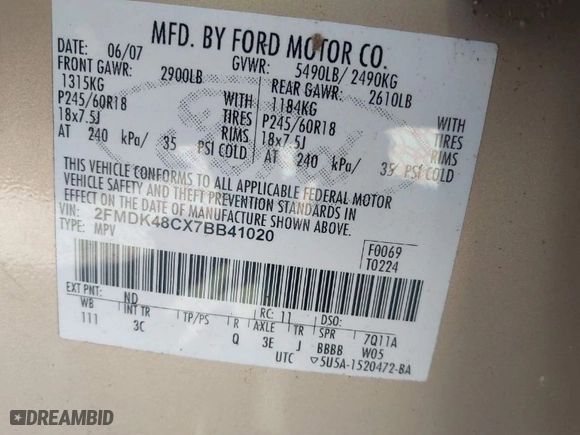 MFD. BY FORD MOTOR CO.
DATE: 06/07 GVWR: 5490LB/ 2490KG
FRONT GAWR: 2900LB REAR GAWR: 2610LB
1315KG WITH 1184KG WITH
P245/60R18 TIRES P245/60R18 TIRES
18x7.5J RIMS 18x7.5J RIMS
AT 240 kPa/ 35 PSI COLD AT 240 kPa/ 35 PSI COLD
THIS VEHICLE CONFORMS TO ALL APPLICABLE FEDERAL MOTOR
VEHICLE SAFETY AND THEFT PREVENTION STANDARDS IN
EFFECT ON THE DATE OF MANUFACTURE SHOWN ABOVE.
VIN: 2FMDK48CX7BB41020
TYPE: MPV
F0069
T0224
EXT PNT: ND RC: 11 DSO:
WB INT TR TP/PS R AXLE TR SPR 7Q11A
111 3C Q 3E J BBBB W05
UTC ▽5U5A-1520472-BA
DREAMBID